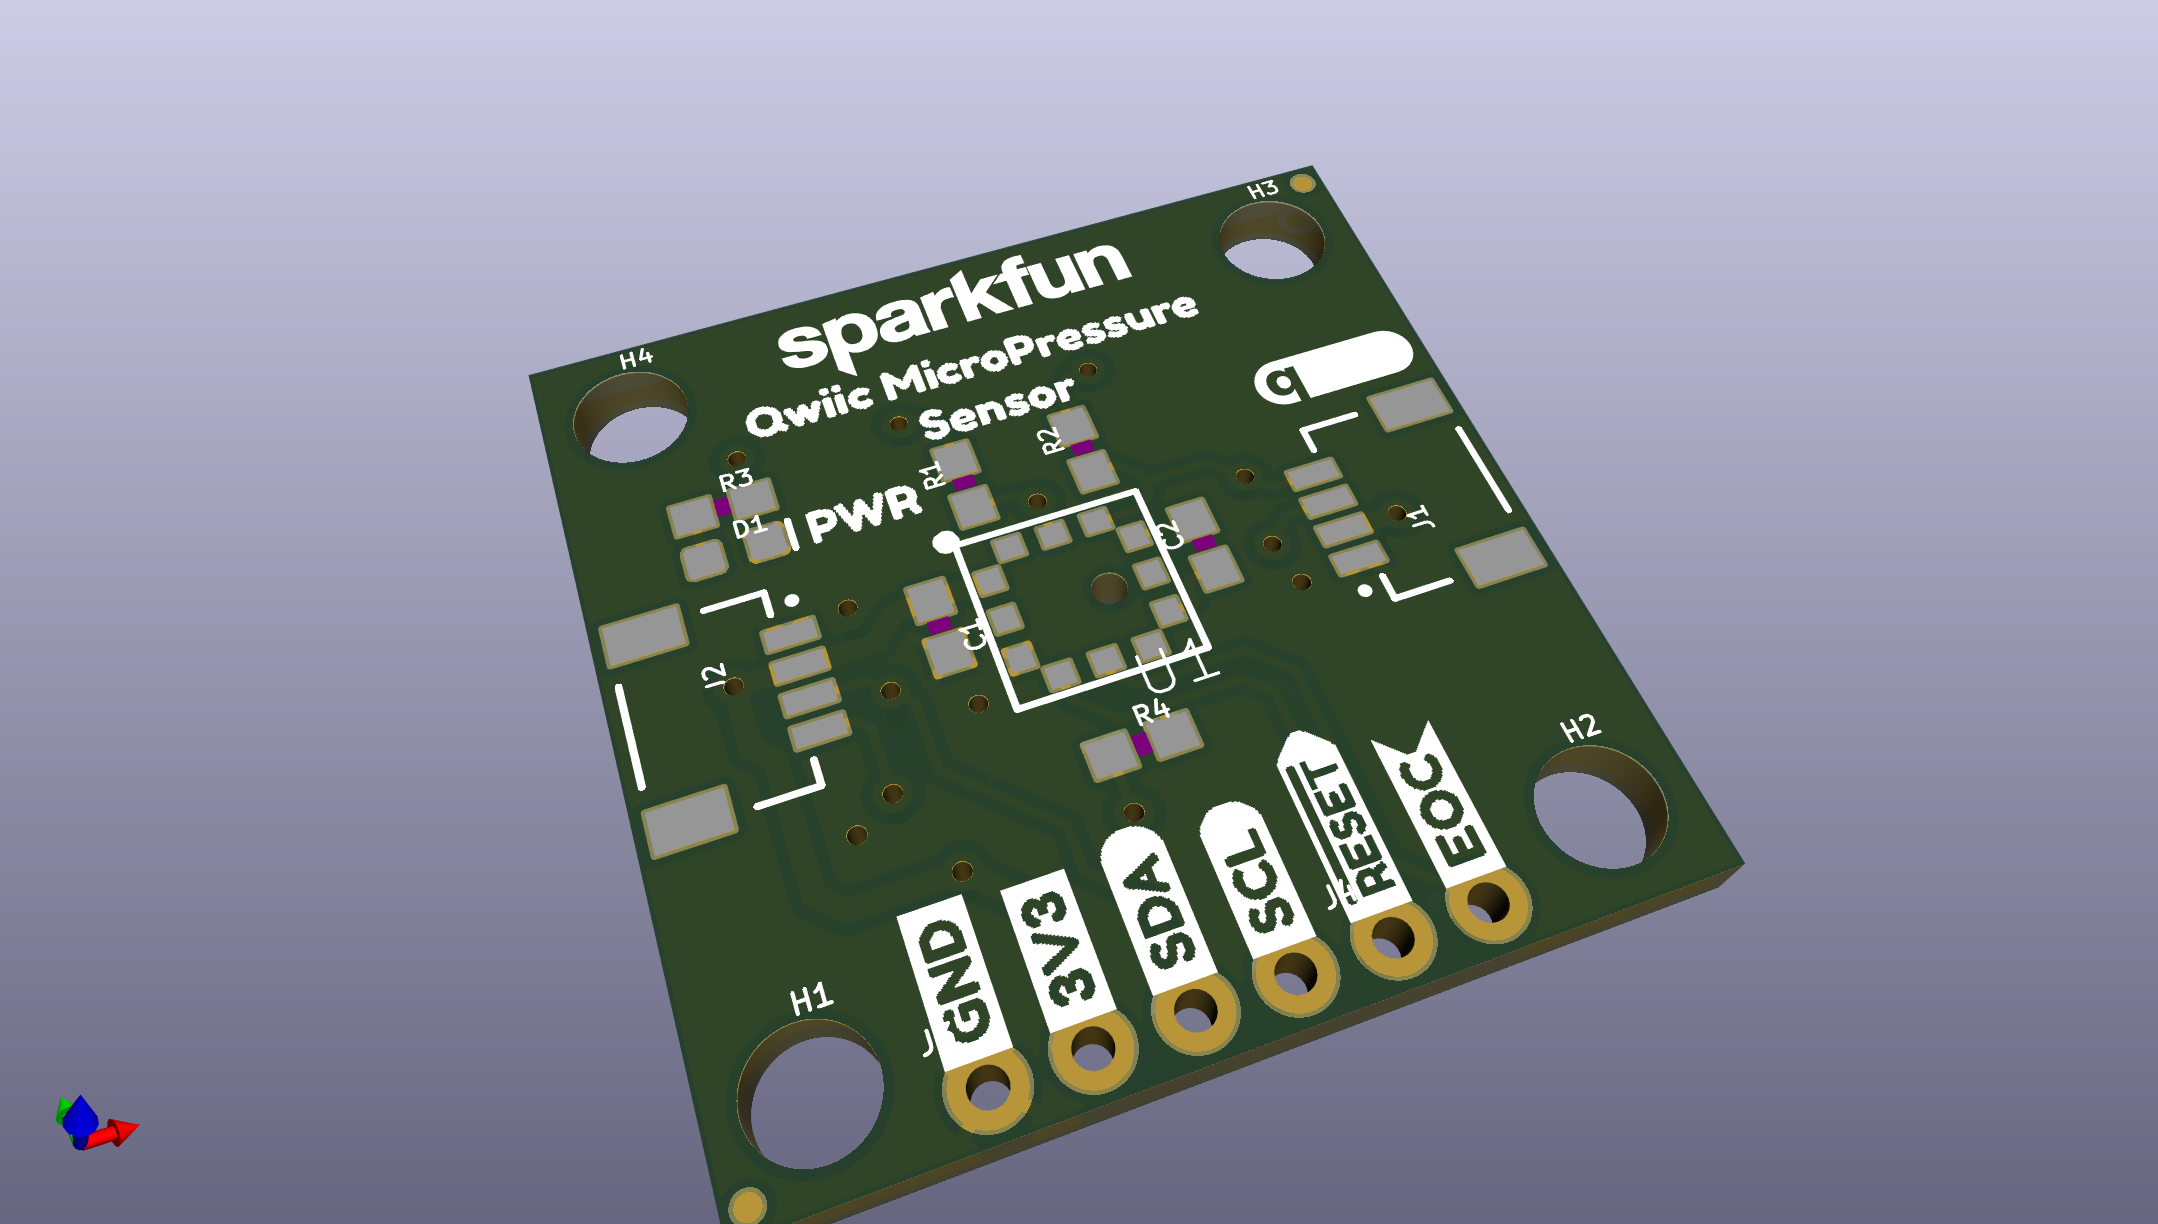 H3
sparkfun
Qwiic MicroPressure
Sensor
H4
R2
R1
R3
D1
PWR
C2
J1
C1
J2
U1
R4
H2
GND
3V3
SDA
SCL
RESET
EOC
J4
H1
J